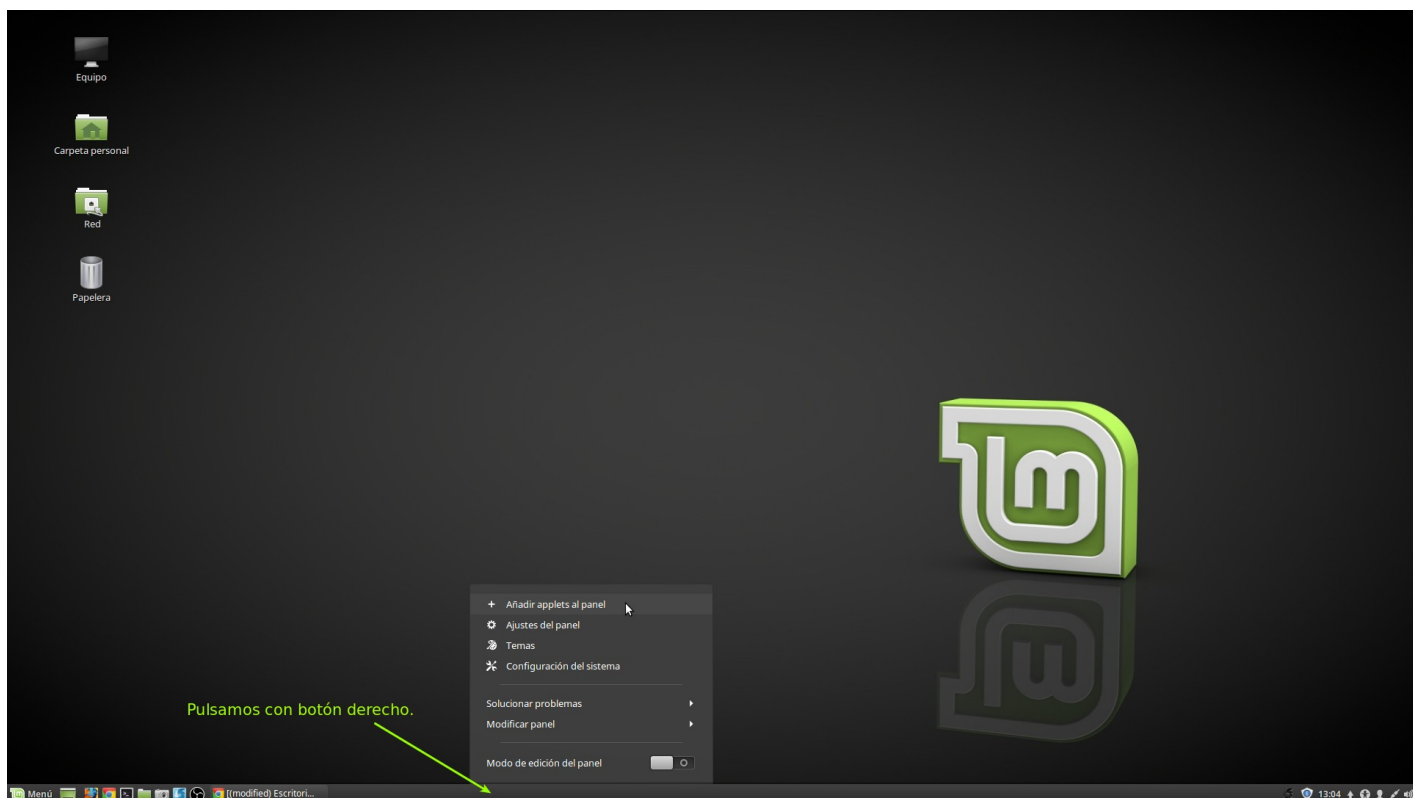 Equipo
Carpeta personal
Red
Papelera
lm
Añadir applets al panel
Ajustes del panel
Temas
Configuración del sistema
Solucionar problemas
Modificar panel
Modo de edición del panel
Pulsamos con botón derecho.
Menú
[(modified) Escritori...
13:04